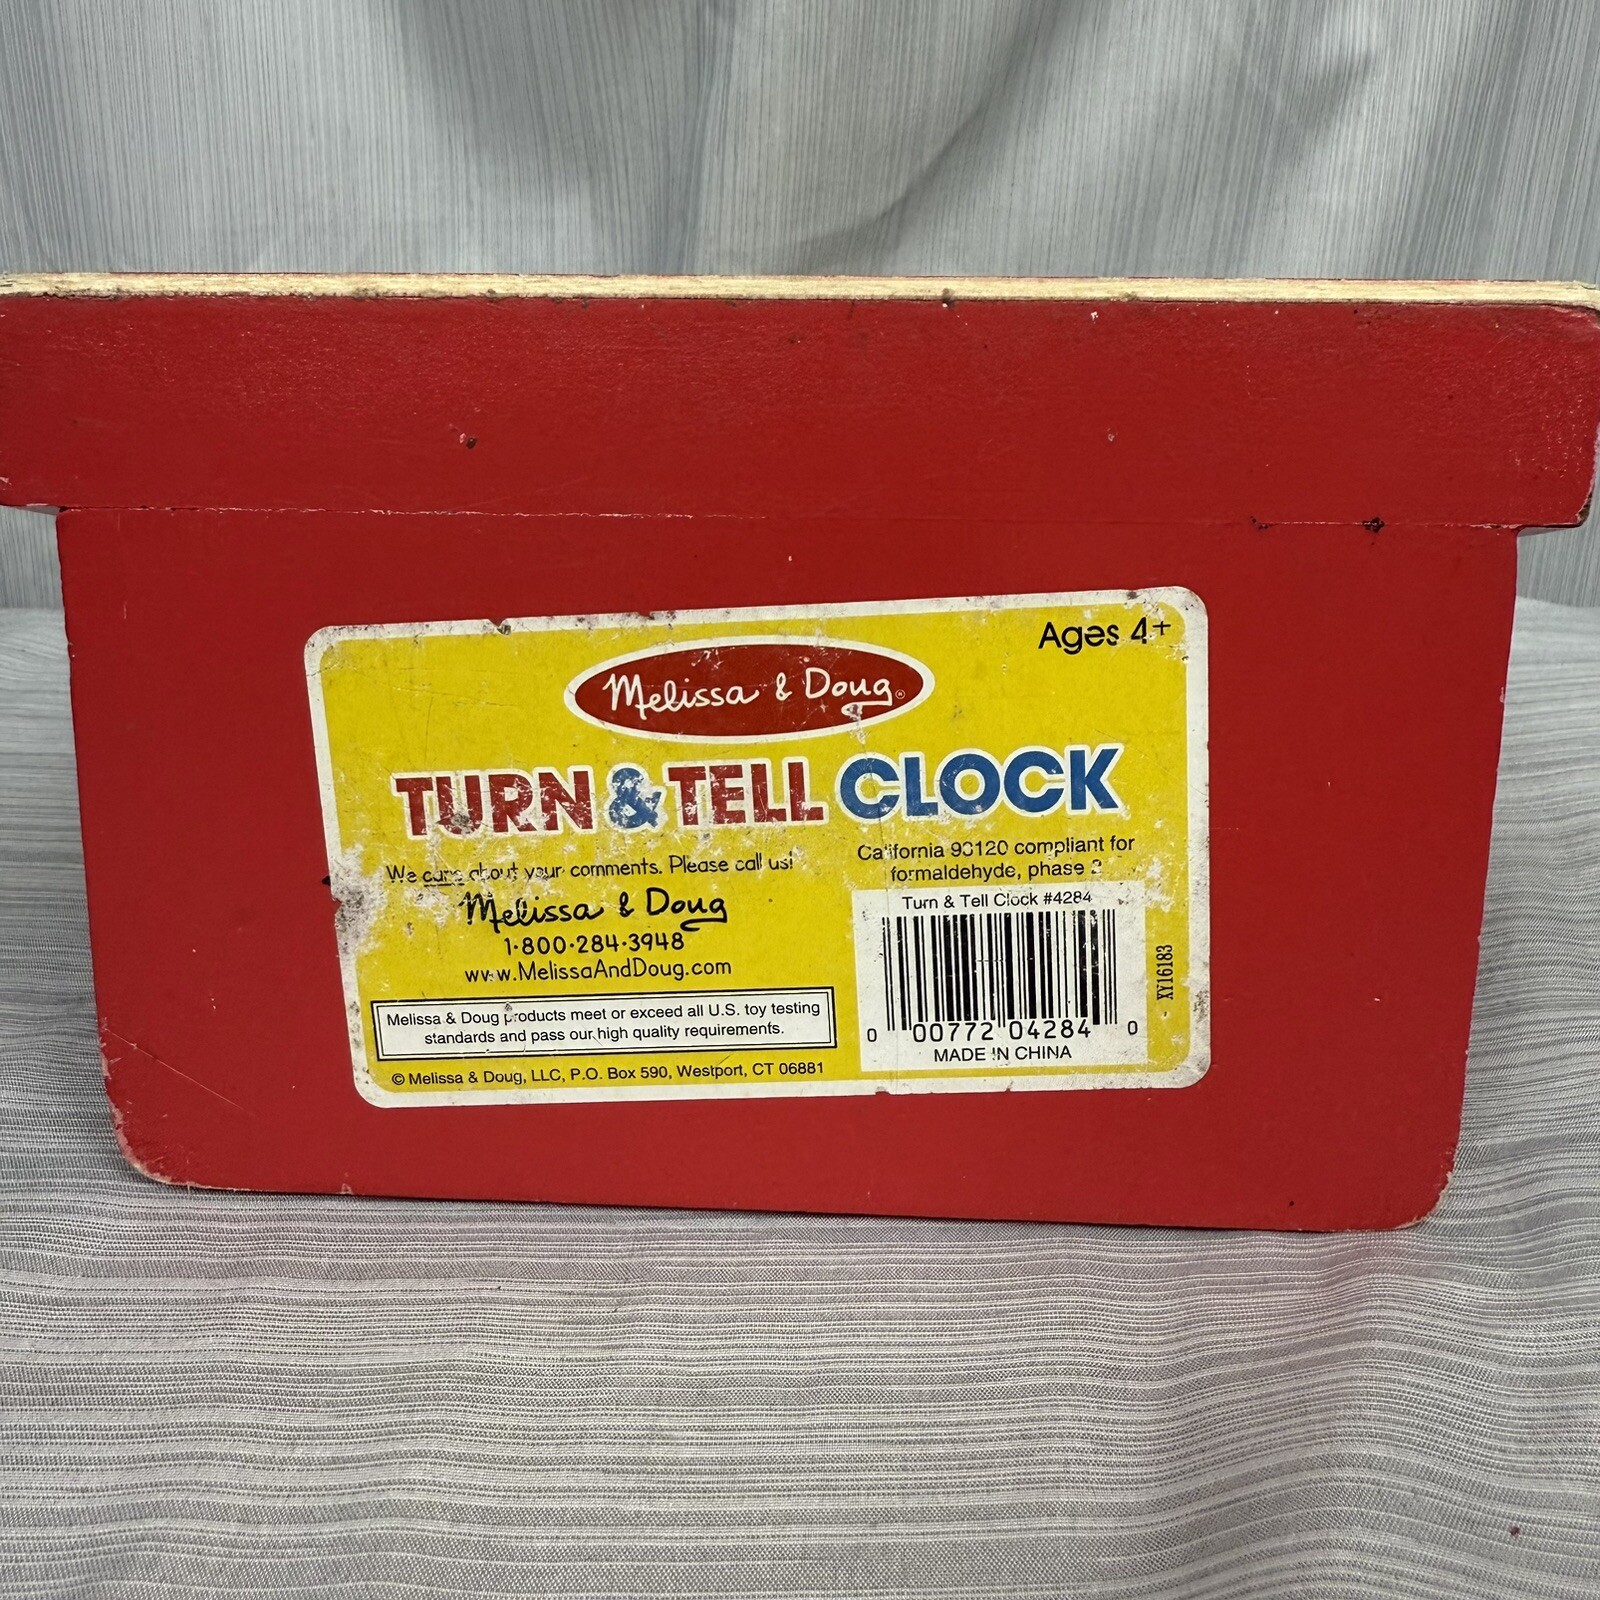 Ages 4+
Melissa & Doug®
TURN & TELL CLOCK
We care about your comments. Please call us!
Melissa & Doug
1-800-284-3948
www.MelissaAndDoug.com
Melissa & Doug products meet or exceed all U.S. toy testing
standards and pass our high quality requirements.
© Melissa & Doug, LLC, P.O. Box 590, Westport, CT 06881
California 93120 compliant for
formaldehyde, phase 2
Turn & Tell Clock #4284
0 00772 04284 0
MADE IN CHINA
XY16183